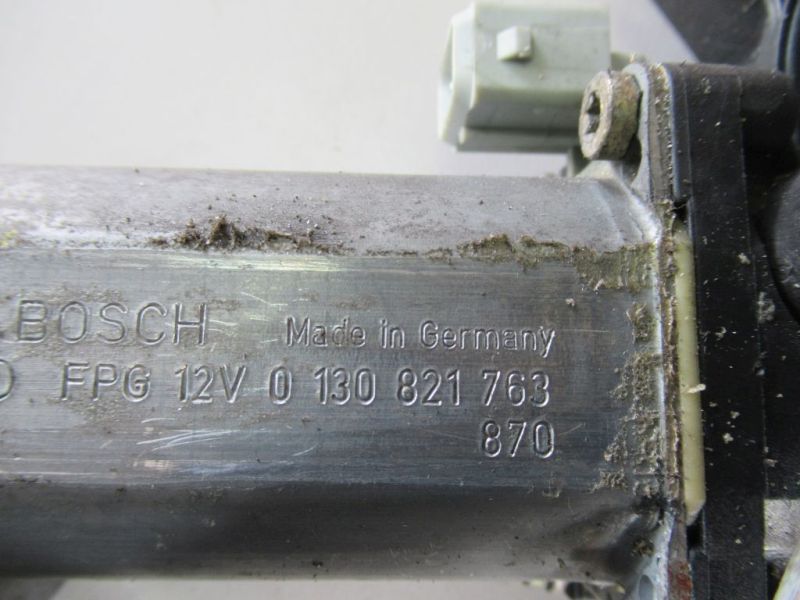 BOSCH Made in Germany
FPG 12V 0 130 821 763
870